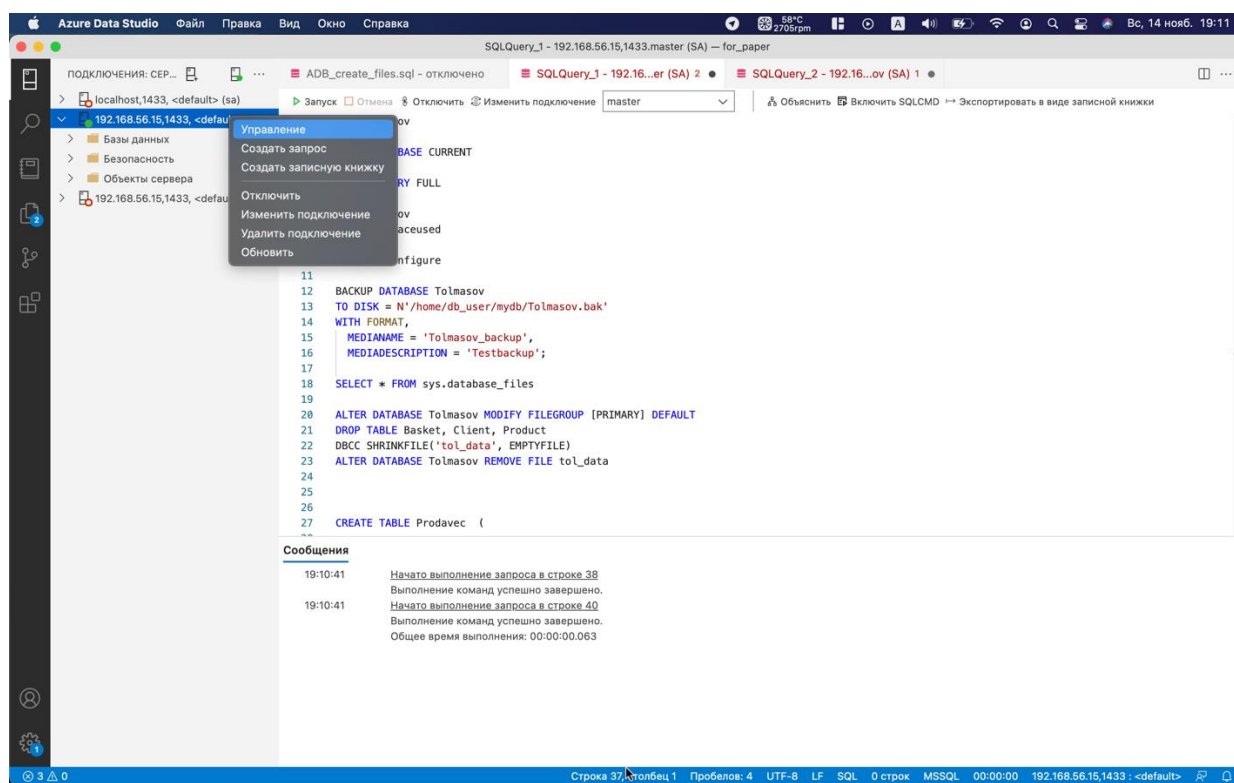 Azure Data Studio Файл Правка Вид Окно Справка 58°C 2705rpm A Вс, 14 нояб. 19:11
SQLQuery_1 - 192.168.56.15,1433.master (SA) — for_paper
ПОДКЛЮЧЕНИЯ: СЕР... ADB_create_files.sql - отключено SQLQuery_1 - 192.16...er (SA) 2 SQLQuery_2 - 192.16...ov (SA) 1
localhost,1433, <default> (sa)
Запуск Отмена Отключить Изменить подключение master Объяснить Включить SQLCMD Экспортировать в виде записной книжки
192.168.56.15,1433, <defau
Базы данных
Безопасность
Объекты сервера
192.168.56.15,1433, <defau
Управление
Создать запрос
Создать записную книжку
Отключить
Изменить подключение
Удалить подключение
Обновить
ov
BASE CURRENT
RY FULL
ov
aceused
nfigure
11
12 BACKUP DATABASE Tolmasov
13 TO DISK = N'/home/db_user/mydb/Tolmasov.bak'
14 WITH FORMAT,
15 MEDIANAME = 'Tolmasov_backup',
16 MEDIADESCRIPTION = 'Testbackup';
17
18 SELECT * FROM sys.database_files
19
20 ALTER DATABASE Tolmasov MODIFY FILEGROUP [PRIMARY] DEFAULT
21 DROP TABLE Basket, Client, Product
22 DBCC SHRINKFILE('tol_data', EMPTYFILE)
23 ALTER DATABASE Tolmasov REMOVE FILE tol_data
24
25
26
27 CREATE TABLE Prodavec (
Сообщения
19:10:41 Начато выполнение запроса в строке 38
Выполнение команд успешно завершено.
19:10:41 Начато выполнение запроса в строке 40
Выполнение команд успешно завершено.
Общее время выполнения: 00:00:00.063
2
1
3 0 Строка 37, столбец 1 Пробелов: 4 UTF-8 LF SQL 0 строк MSSQL 00:00:00 192.168.56.15,1433 : <default>